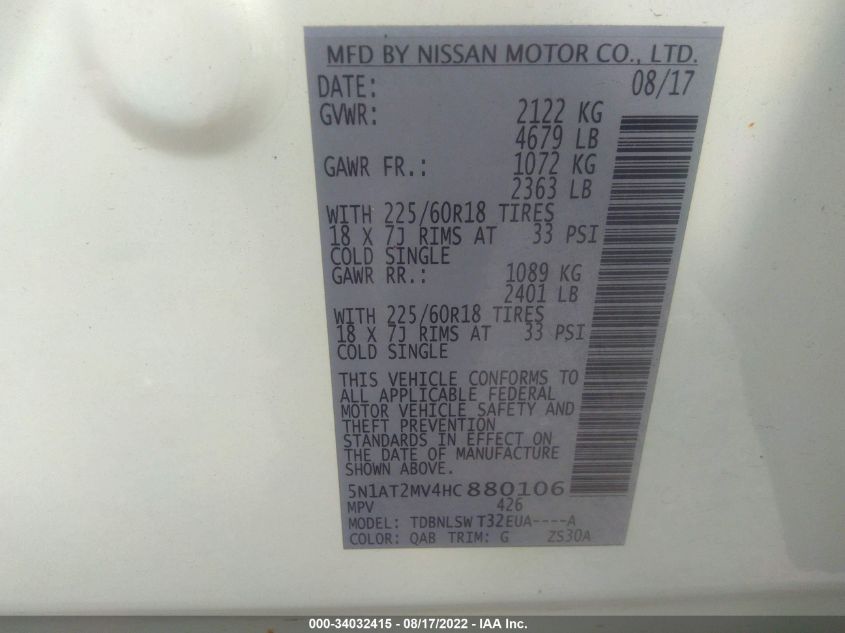 MFD BY NISSAN MOTOR CO., LTD.
DATE: 08/17
GVWR: 2122 KG
4679 LB
GAWR FR.: 1072 KG
2363 LB
WITH 225/60R18 TIRES
18 X 7J RIMS AT 33 PSI
COLD SINGLE
GAWR RR.: 1089 KG
2401 LB
WITH 225/60R18 TIRES
18 X 7J RIMS AT 33 PSI
COLD SINGLE
THIS VEHICLE CONFORMS TO
ALL APPLICABLE FEDERAL
MOTOR VEHICLE SAFETY AND
THEFT PREVENTION
STANDARDS IN EFFECT ON
THE DATE OF MANUFACTURE
SHOWN ABOVE.
5N1AT2MV4HC880106
MPV 426
MODEL: TDBNLSW T32EUA----A
COLOR: QAB TRIM: G ZS30A
000-34032415 - 08/17/2022 - IAA Inc.